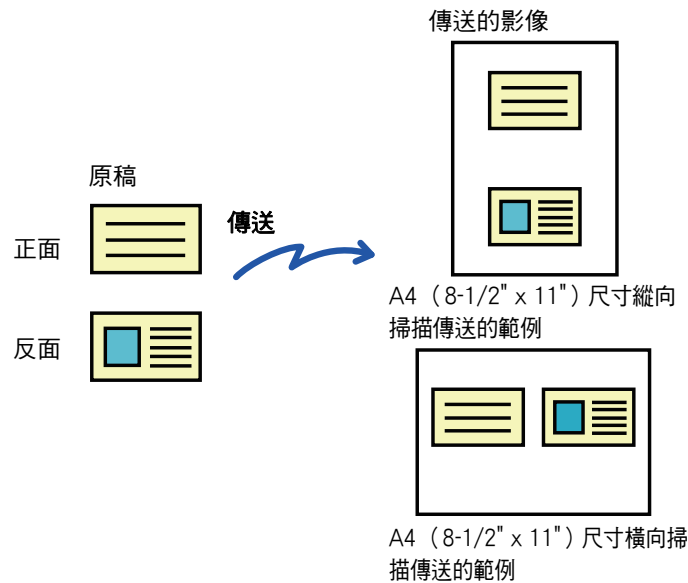 傳送的影像
原稿
正面
傳送
反面
A4（8-1/2" x 11"）尺寸縱向
掃描傳送的範例
A4（8-1/2" x 11"）尺寸橫向掃
描傳送的範例